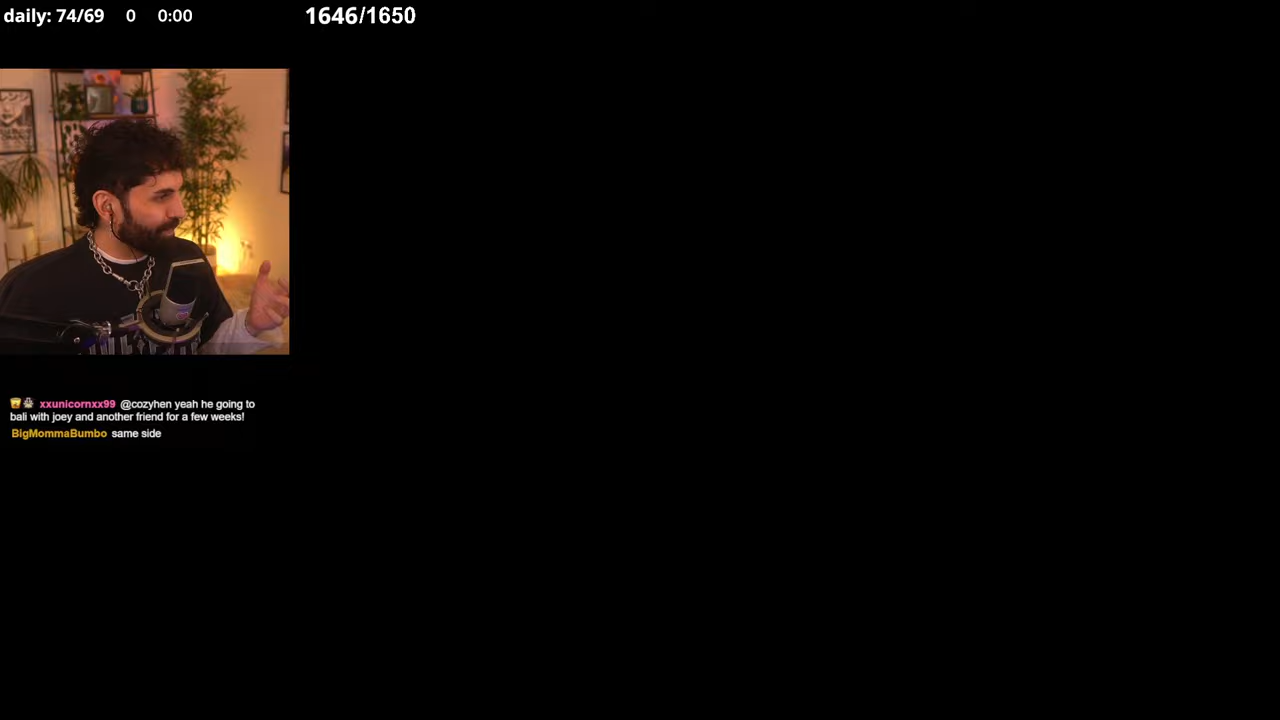 daily: 74/69 0 0:00 1646/1650
xxunicornxx99 @cozyhen yeah he going to
bali with joey and another friend for a few weeks!
BigMommaBumbo same side